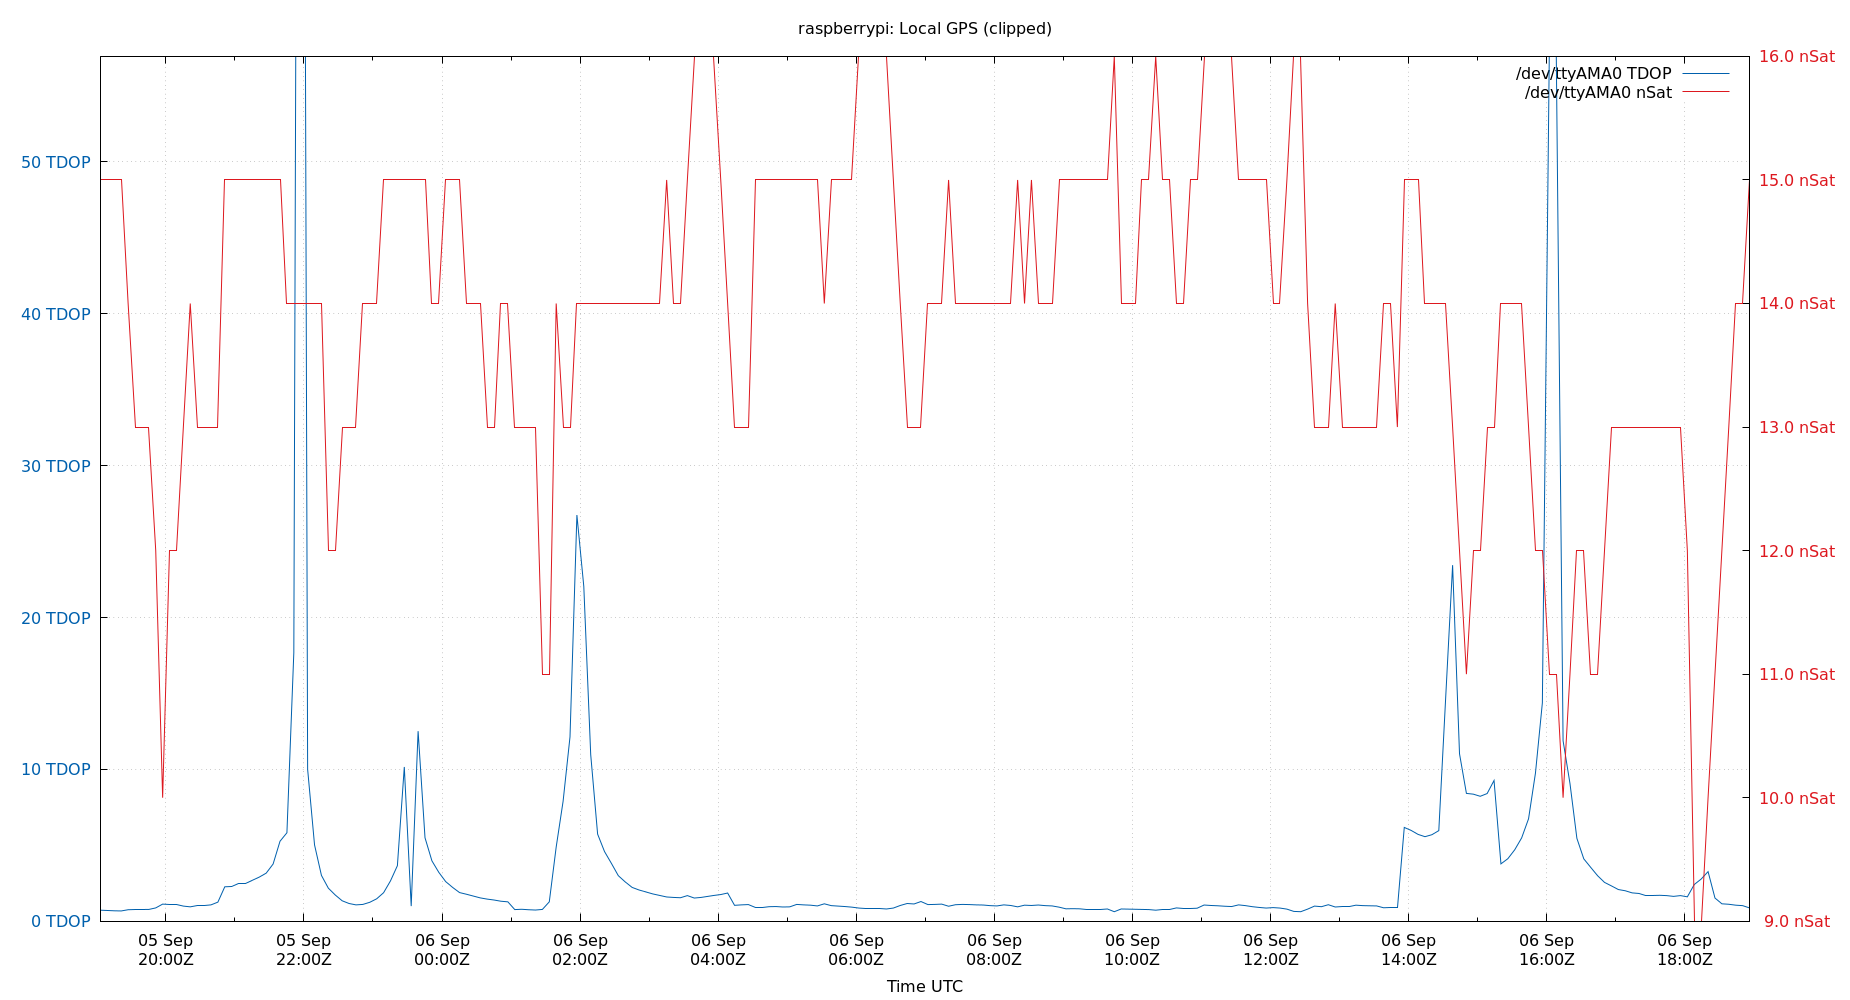 raspberrypi: Local GPS (clipped)
/dev/ttyAMA0 TDOP
/dev/ttyAMA0 nSat
50 TDOP
40 TDOP
30 TDOP
20 TDOP
10 TDOP
0 TDOP
16.0 nSat
15.0 nSat
14.0 nSat
13.0 nSat
12.0 nSat
11.0 nSat
10.0 nSat
9.0 nSat
05 Sep
20:00Z
05 Sep
22:00Z
06 Sep
00:00Z
06 Sep
02:00Z
06 Sep
04:00Z
06 Sep
06:00Z
06 Sep
08:00Z
06 Sep
10:00Z
06 Sep
12:00Z
06 Sep
14:00Z
06 Sep
16:00Z
06 Sep
18:00Z
Time UTC